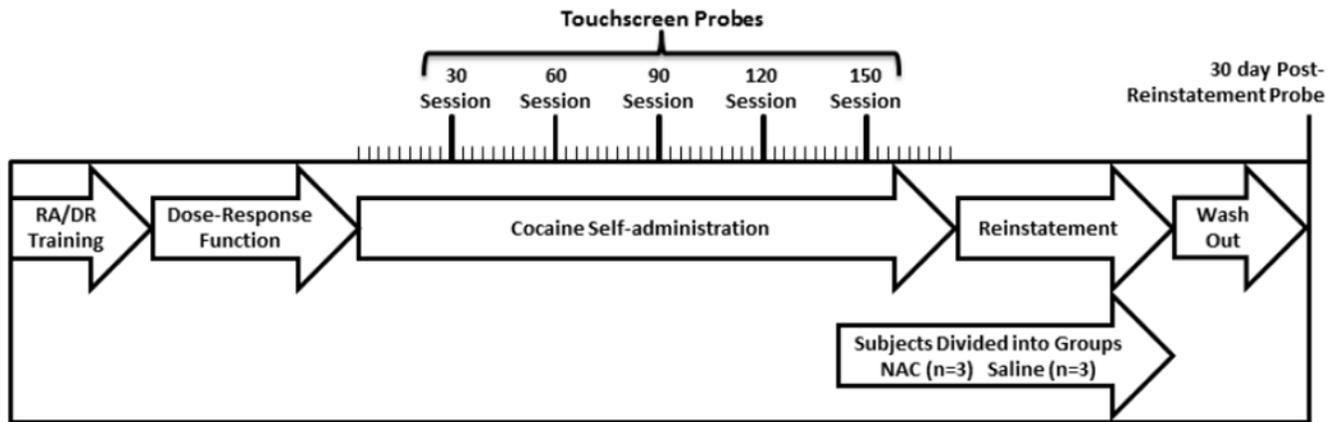 Touchscreen Probes
30
Session
60
Session
90
Session
120
Session
150
Session
30 day Post-
Reinstatement Probe
RA/DR
Training
Dose-Response
Function
Cocaine Self-administration
Reinstatement
Wash
Out
Subjects Divided into Groups
NAC (n=3) Saline (n=3)